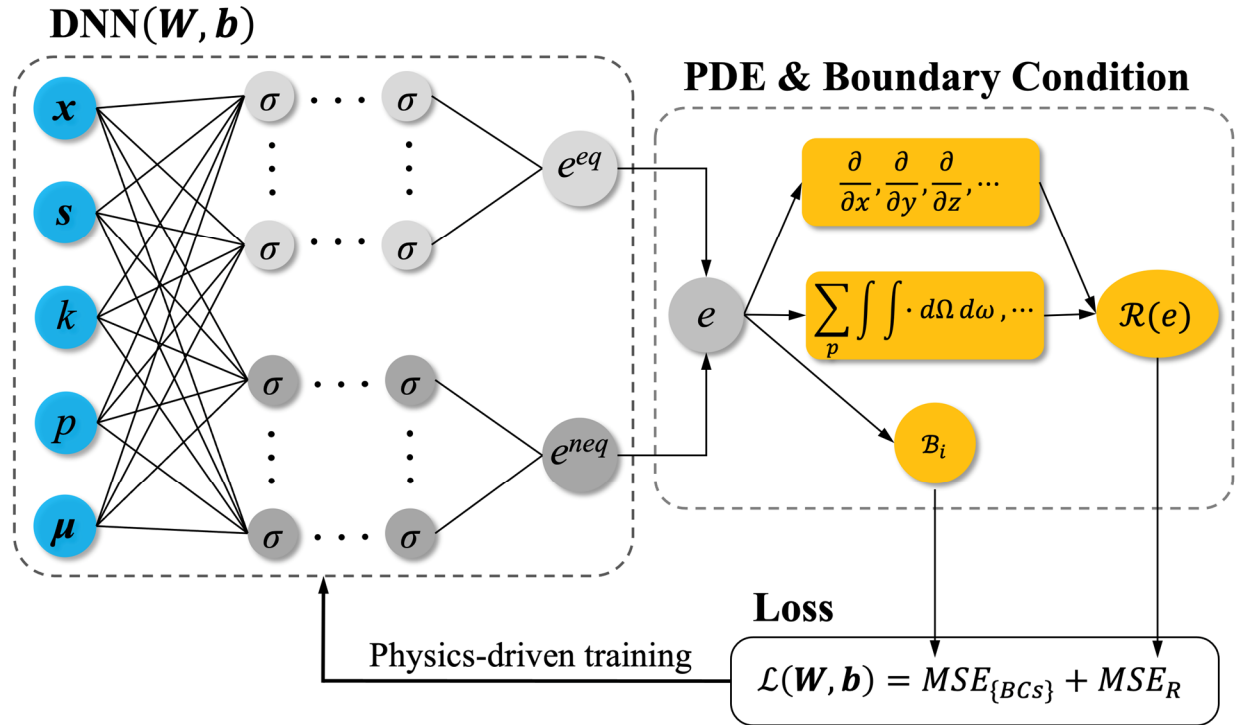 DNN(W, b)
x
s
k
p
μ
σ · · · σ
σ · · · σ
σ · · · σ
σ · · · σ
e^{eq}
e^{neq}
PDE & Boundary Condition
e
∂/∂x, ∂/∂y, ∂/∂z, ···
∑_p ∫ ∫ · dΩ dω, ···
ℛ(e)
ℬ_i
Loss
ℒ(W, b) = MSE_{BCs} + MSE_R
Physics-driven training